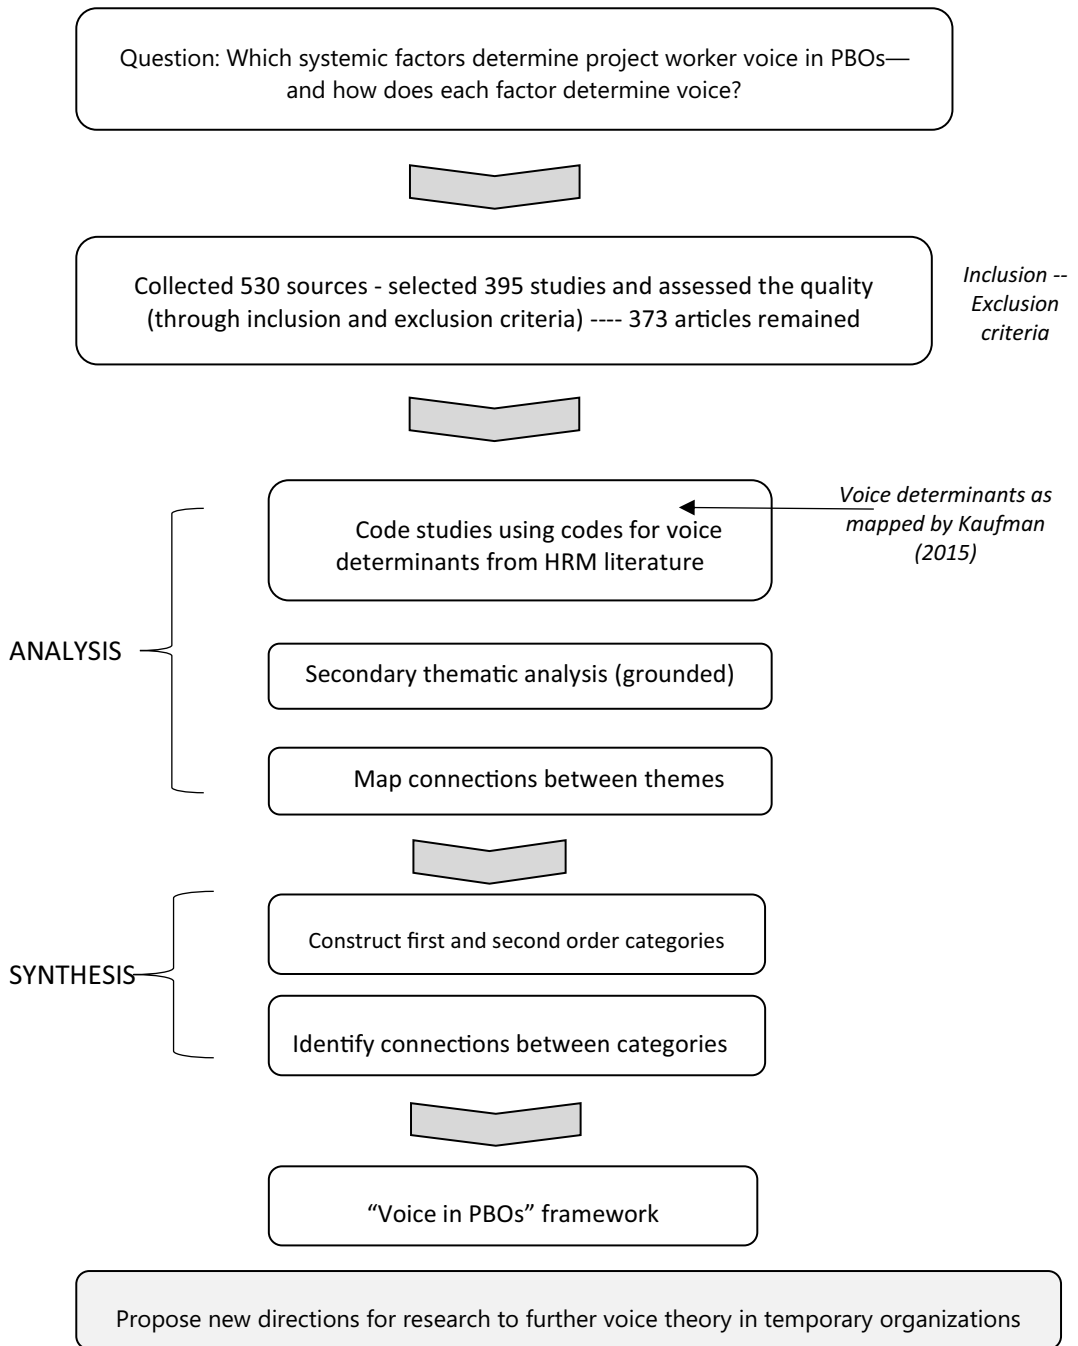 Question: Which systemic factors determine project worker voice in PBOs—
and how does each factor determine voice?
Collected 530 sources - selected 395 studies and assessed the quality
(through inclusion and exclusion criteria) ---- 373 articles remained
Inclusion --
Exclusion
criteria
Code studies using codes for voice
determinants from HRM literature
Voice determinants as
mapped by Kaufman
(2015)
ANALYSIS
Secondary thematic analysis (grounded)
Map connections between themes
Construct first and second order categories
SYNTHESIS
Identify connections between categories
“Voice in PBOs” framework
Propose new directions for research to further voice theory in temporary organizations